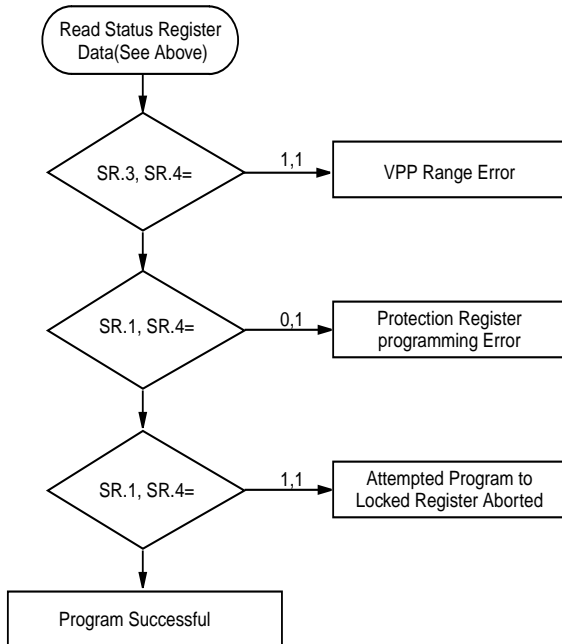 Read Status Register
Data(See Above)
SR.3, SR.4=
1,1
VPP Range Error
SR.1, SR.4=
0,1
Protection Register
programming Error
SR.1, SR.4=
1,1
Attempted Program to
Locked Register Aborted
Program Successful